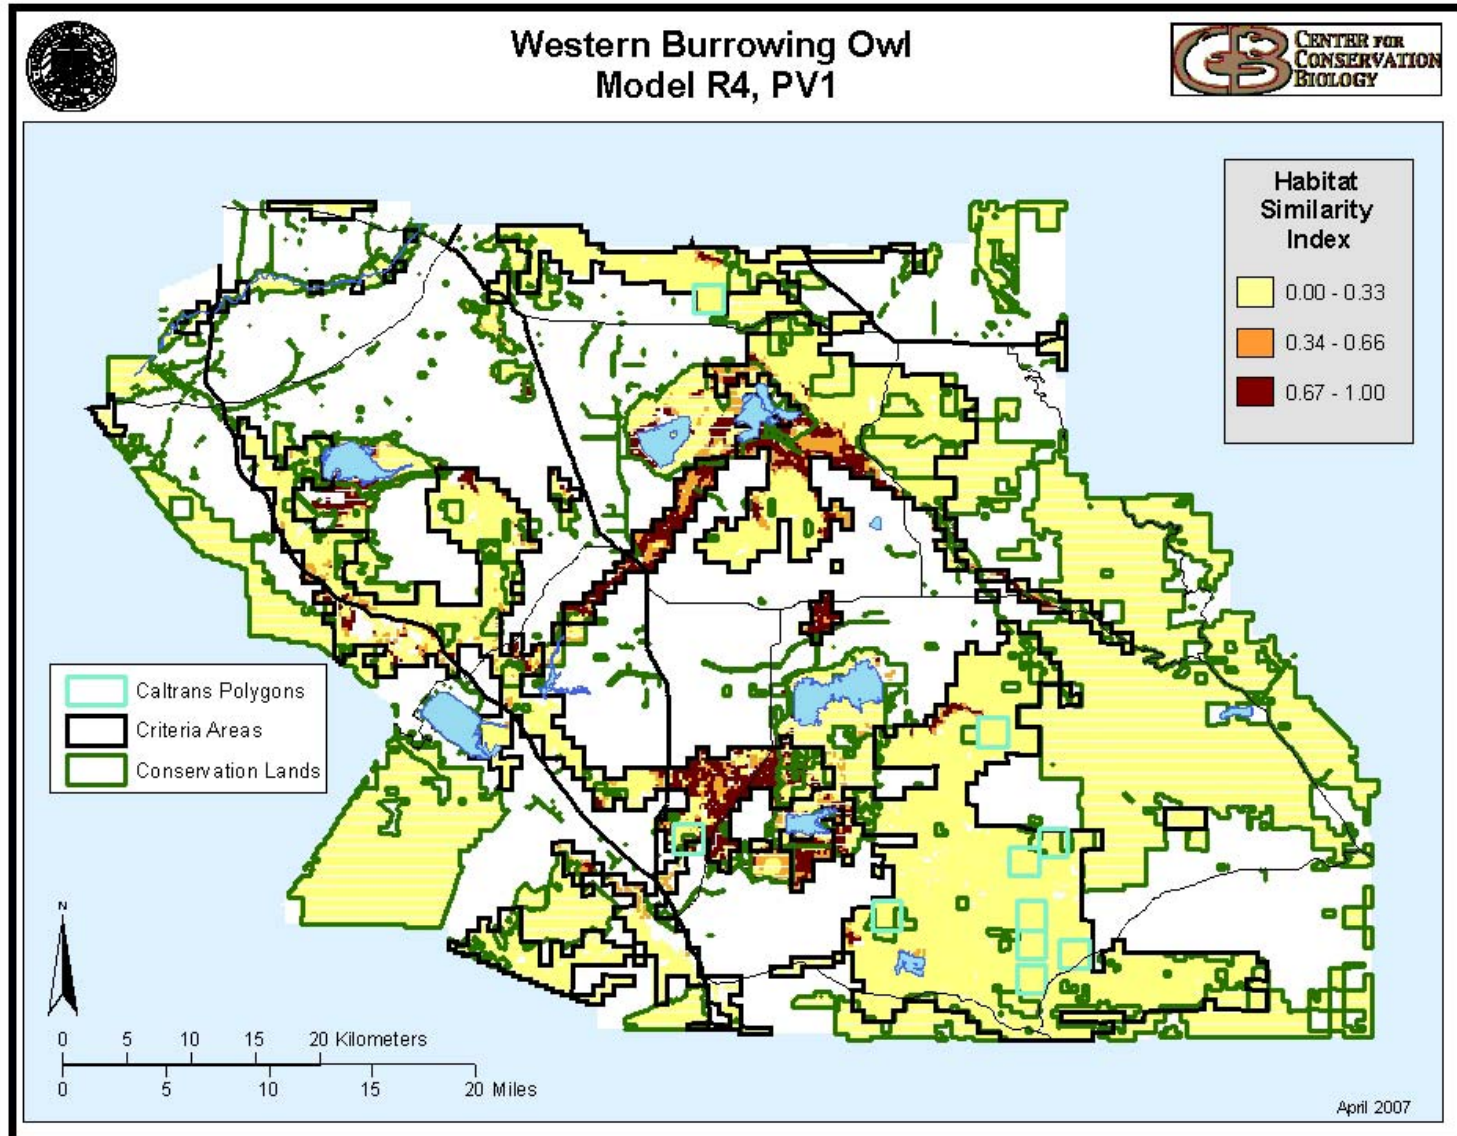 Western Burrowing Owl
Model R4, PV1
CENTER FOR
CONSERVATION
BIOLOGY
Habitat
Similarity
Index
0.00 - 0.33
0.34 - 0.66
0.67 - 1.00
Caltrans Polygons
Criteria Areas
Conservation Lands
N
0 5 10 15 20 Kilometers
0 5 10 15 20 Miles
April 2007